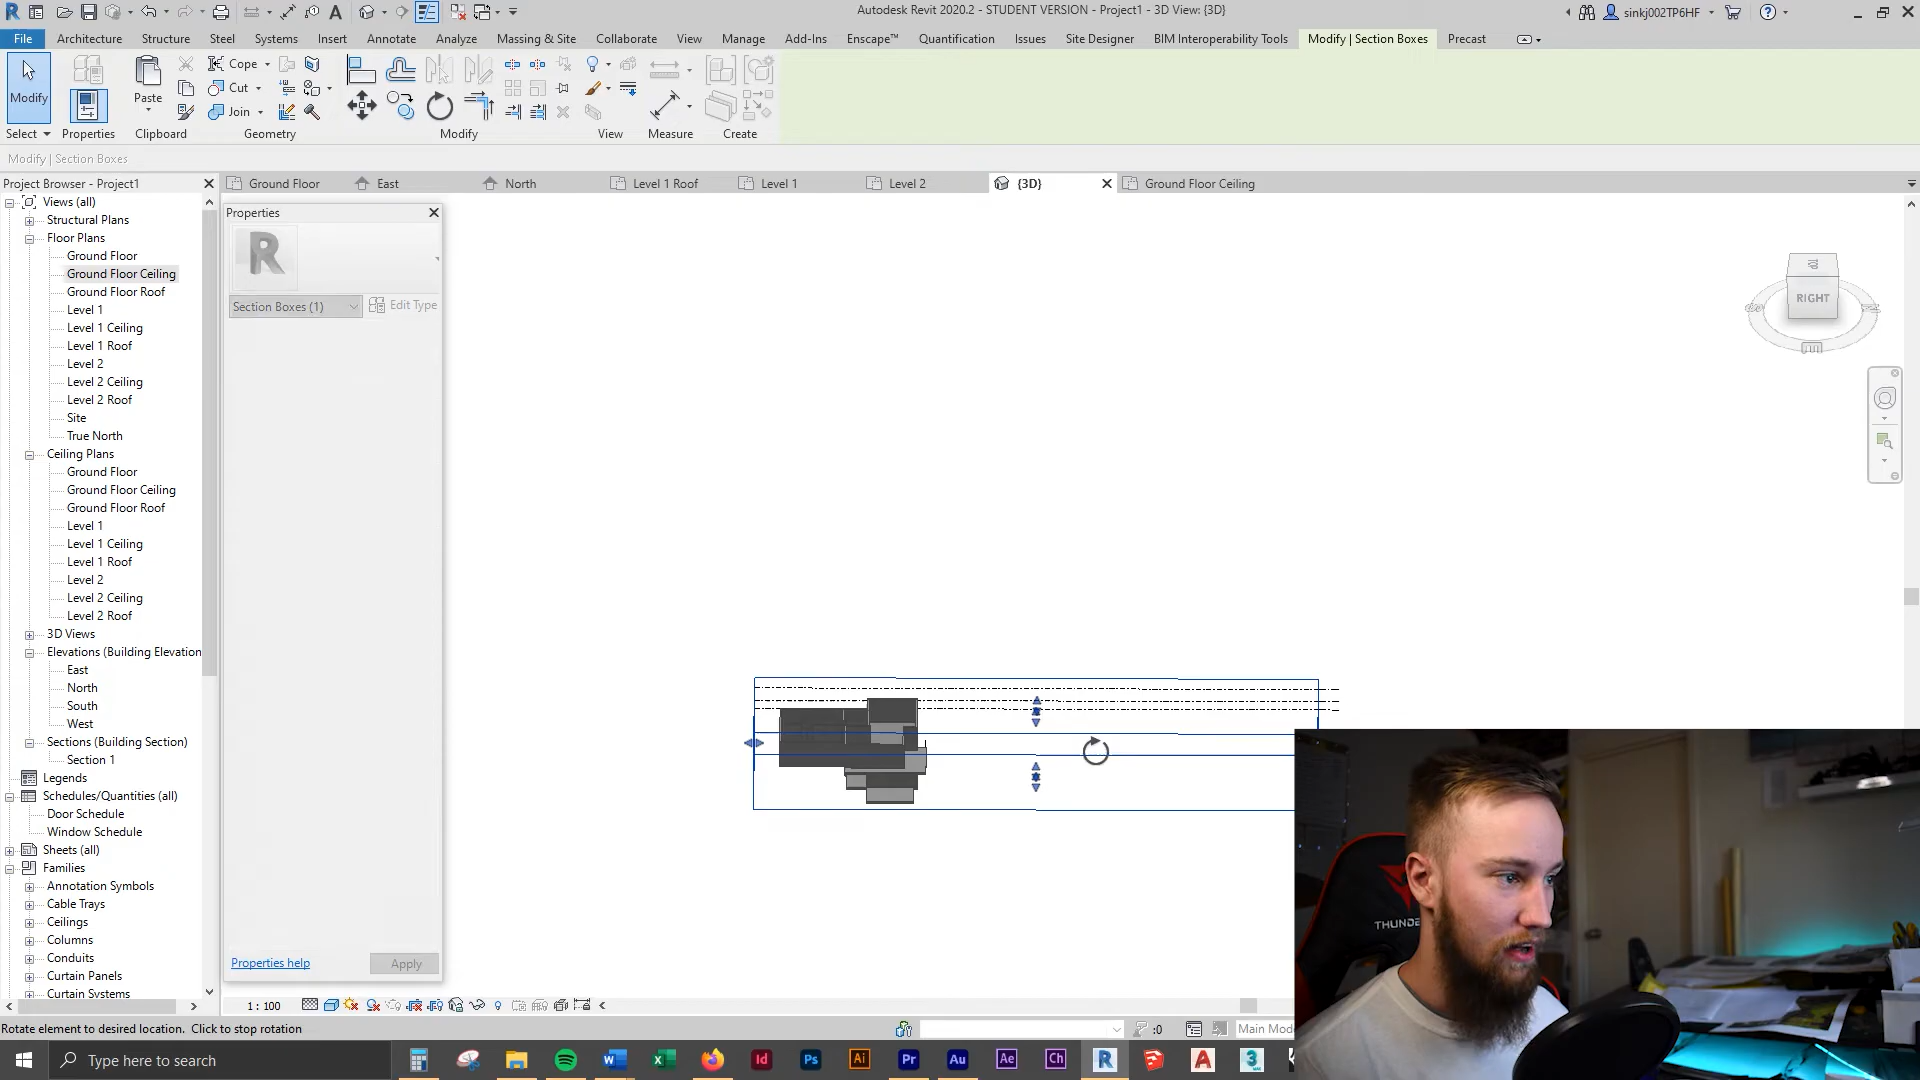 Autodesk Revit 2020.2 - STUDENT VERSION - Project1 - 3D View: {3D}
sinkj002TP6HF
File Architecture Structure Steel Systems Insert Annotate Analyze Massing & Site Collaborate View Manage Add-Ins Enscape™ Quantification Issues Site Designer BIM Interoperability Tools Modify | Section Boxes Precast
Modify
Paste
Cope
Cut
Join
Select Properties Clipboard Geometry Modify View Measure Create
Modify | Section Boxes
Project Browser - Project1
Ground Floor East North Level 1 Roof Level 1 Level 2 {3D} Ground Floor Ceiling
Views (all)
Structural Plans
Floor Plans
Ground Floor
Ground Floor Ceiling
Ground Floor Roof
Level 1
Level 1 Ceiling
Level 1 Roof
Level 2
Level 2 Ceiling
Level 2 Roof
Site
True North
Ceiling Plans
Ground Floor
Ground Floor Ceiling
Ground Floor Roof
Level 1
Level 1 Ceiling
Level 1 Roof
Level 2
Level 2 Ceiling
Level 2 Roof
3D Views
Elevations (Building Elevation
East
North
South
West
Sections (Building Section)
Section 1
Legends
Schedules/Quantities (all)
Door Schedule
Window Schedule
Sheets (all)
Families
Annotation Symbols
Cable Trays
Ceilings
Columns
Conduits
Curtain Panels
Curtain Systems
Properties
R
Section Boxes (1)
Edit Type
Properties help
Apply
RIGHT
THUNDE
1 : 100
Rotate element to desired location. Click to stop rotation
:0
Main Mod
Type here to search
Id Ps Ai Pr Au Ae Ch R A 3